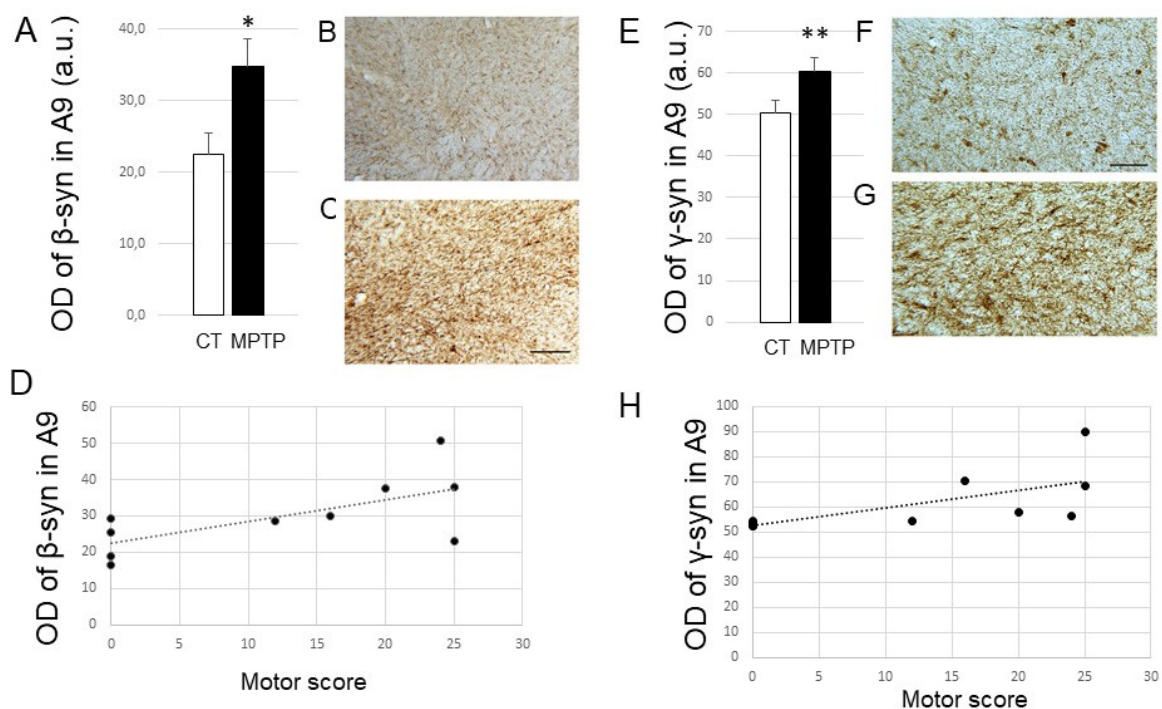 A
OD of β-syn in A9 (a.u.)
40,0
30,0
20,0
10,0
0,0
*
CT MPTP
B
C
E
OD of γ-syn in A9 (a.u.)
70
60
50
40
30
20
10
0
**
CT MPTP
F
G
D
OD of β-syn in A9
60
50
40
30
20
10
0
0 5 10 15 20 25 30
Motor score
H
OD of γ-syn in A9
100
90
80
70
60
50
40
30
20
10
0
0 5 10 15 20 25 30
Motor score